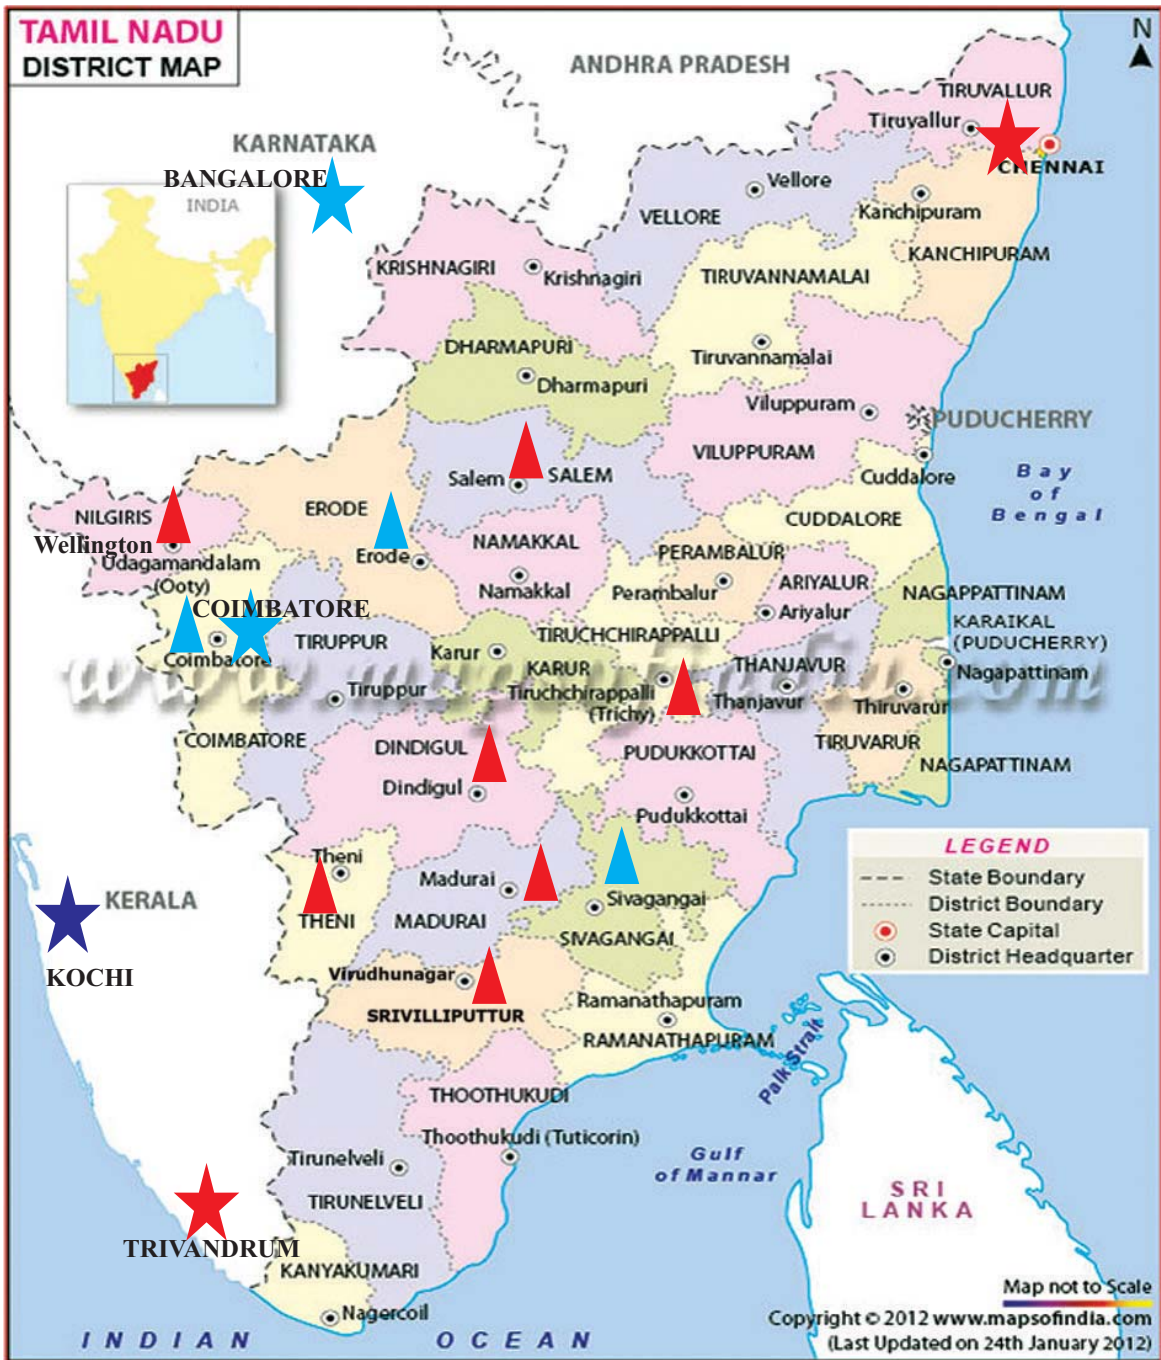 TAMIL NADU
DISTRICT MAP
N
ANDHRA PRADESH
TIRUVALLUR
Tiruvallur
CHENNAI
KARNATAKA
BANGALORE
INDIA
Vellore
VELLORE
Kanchipuram
KANCHIPURAM
KRISHNAGIRI
Krishnagiri
TIRUVANNAMALAI
Tiruvannamalai
DHARMAPURI
Dharmapuri
Viluppuram
VILUPPURAM
PUDUCHERRY
Cuddalore
CUDDALORE
Salem
SALEM
Bay
of
Bengal
NILGIRIS
Wellington
Udagamandalam
(Ooty)
ERODE
Erode
NAMAKKAL
Namakkal
PERAMBALUR
Perambalur
ARIYALUR
Ariyalur
NAGAPPATTINAM
KARAIKAL
(PUDUCHERRY)
Nagapattinam
COIMBATORE
Coimbatore
TIRUPPUR
Tiruppur
Karur
KARUR
TIRUCHCHIRAPPALLI
Tiruchchirappalli
(Trichy)
THANJAVUR
Thanjavur
Thiruvarur
TIRUVARUR
NAGAPATTINAM
COIMBATORE
DINDIGUL
Dindigul
PUDUKKOTTAI
Pudukkottai
Theni
THENI
Madurai
MADURAI
Sivagangai
SIVAGANGAI
KERALA
KOCHI
Virudhunagar
SRIVILLIPUTTUR
Ramanathapuram
RAMANATHAPURAM
LEGEND
State Boundary
District Boundary
State Capital
District Headquarter
Palk Strait
THOOTHUKUDI
Thoothukudi (Tuticorin)
Tirunelveli
TIRUNELVELI
Gulf
of Mannar
SRI
LANKA
TRIVANDRUM
KANYAKUMARI
Nagercoil
INDIAN OCEAN
Map not to Scale
Copyright © 2012 www.mapsofindia.com
(Last Updated on 24th January 2012)